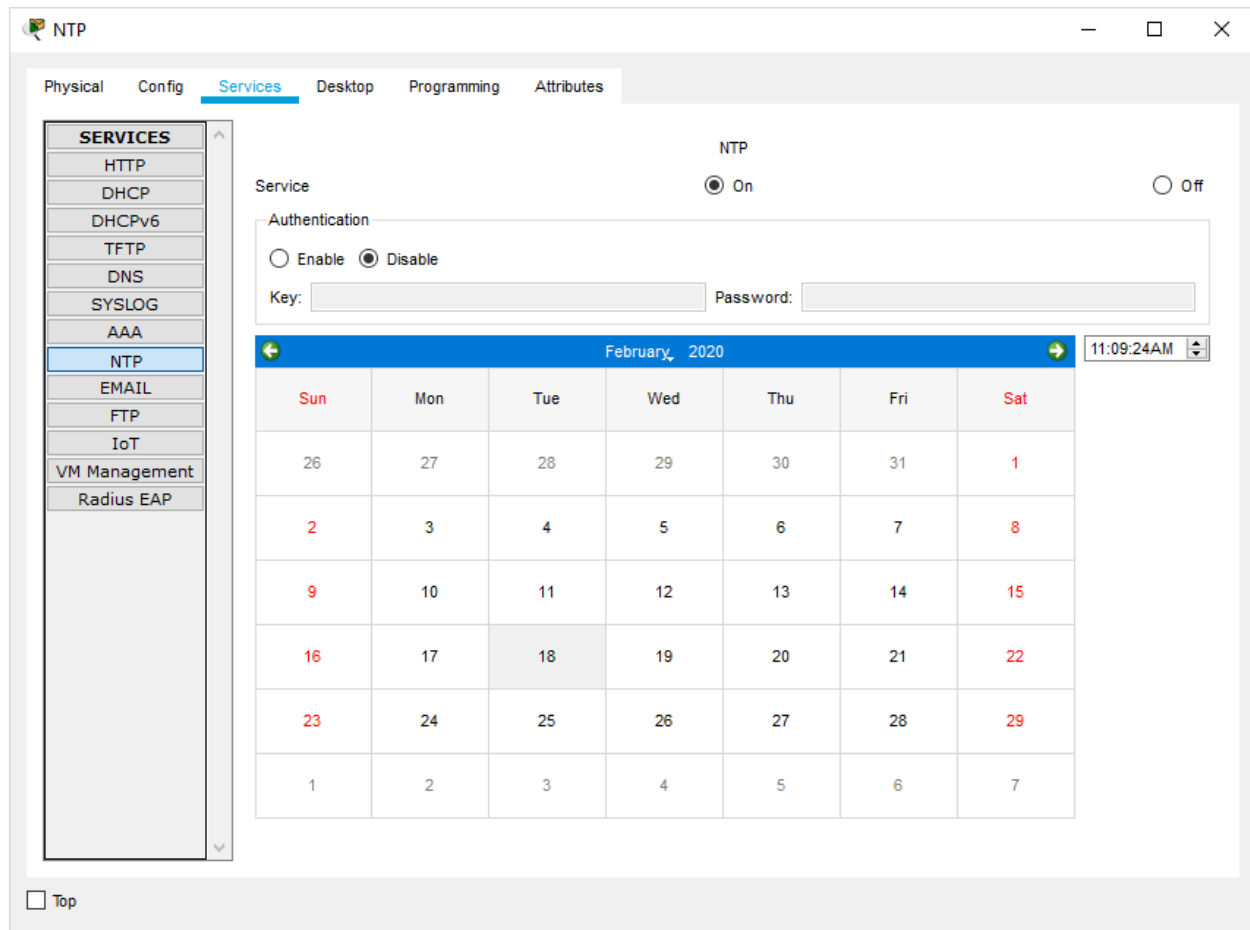 NTP
Physical Config Services Desktop Programming Attributes
SERVICES
HTTP
DHCP
DHCPv6
TFTP
DNS
SYSLOG
AAA
NTP
EMAIL
FTP
IoT
VM Management
Radius EAP
NTP
Service On Off
Authentication
Enable Disable
Key: Password:
February 2020 11:09:24AM
Sun Mon Tue Wed Thu Fri Sat
26 27 28 29 30 31 1
2 3 4 5 6 7 8
9 10 11 12 13 14 15
16 17 18 19 20 21 22
23 24 25 26 27 28 29
1 2 3 4 5 6 7
Top